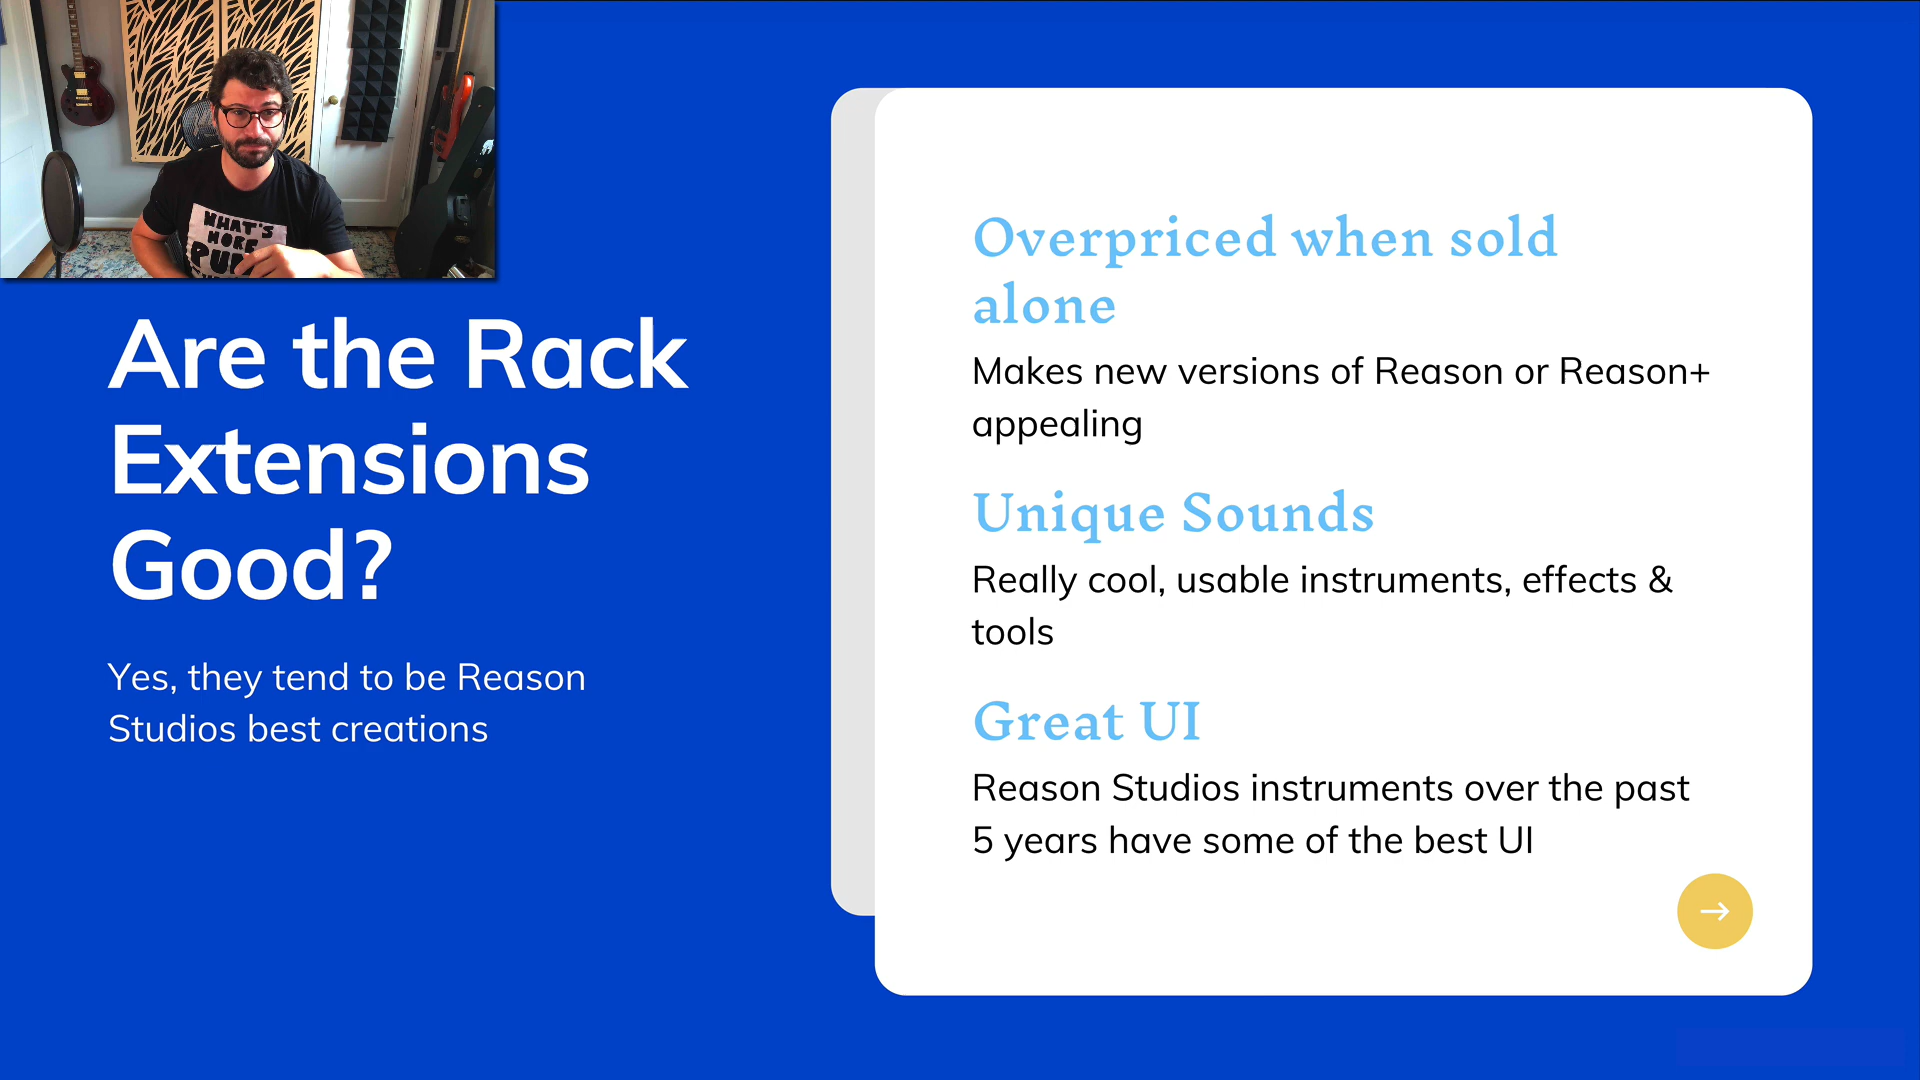 WHAT'S
MORE
Are the Rack
Extensions
Good?
Yes, they tend to be Reason
Studios best creations
Overpriced when sold
alone
Makes new versions of Reason or Reason+
appealing
Unique Sounds
Really cool, usable instruments, effects &
tools
Great UI
Reason Studios instruments over the past
5 years have some of the best UI